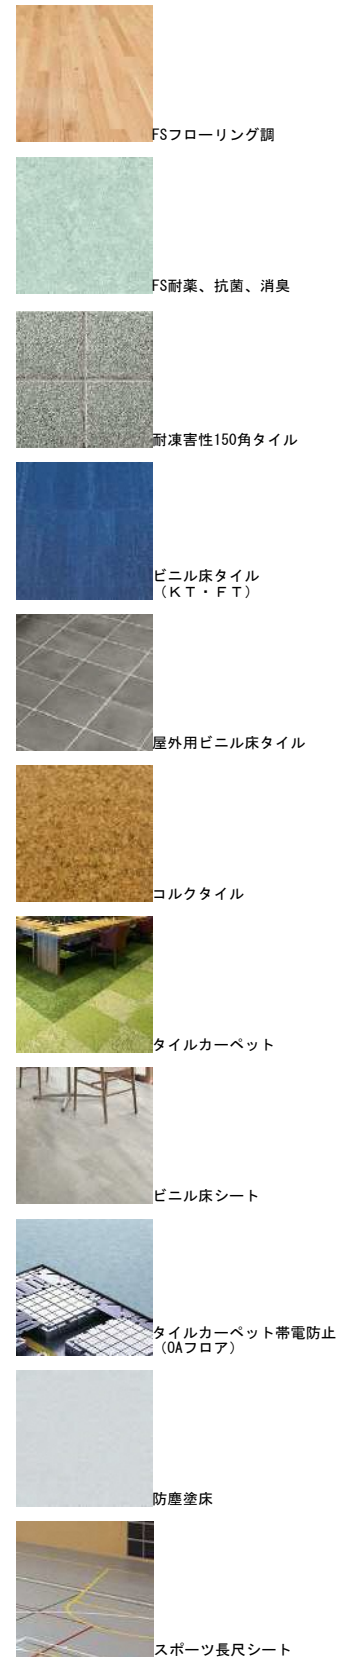 FSフローリング調
FS耐薬、抗菌、消臭
耐凍害性150角タイル
ビニル床タイル
（ＫＴ・ＦＴ）
屋外用ビニル床タイル
コルクタイル
タイルカーペット
ビニル床シート
タイルカーペット帯電防止
（OAフロア）
防塵塗床
スポーツ長尺シート